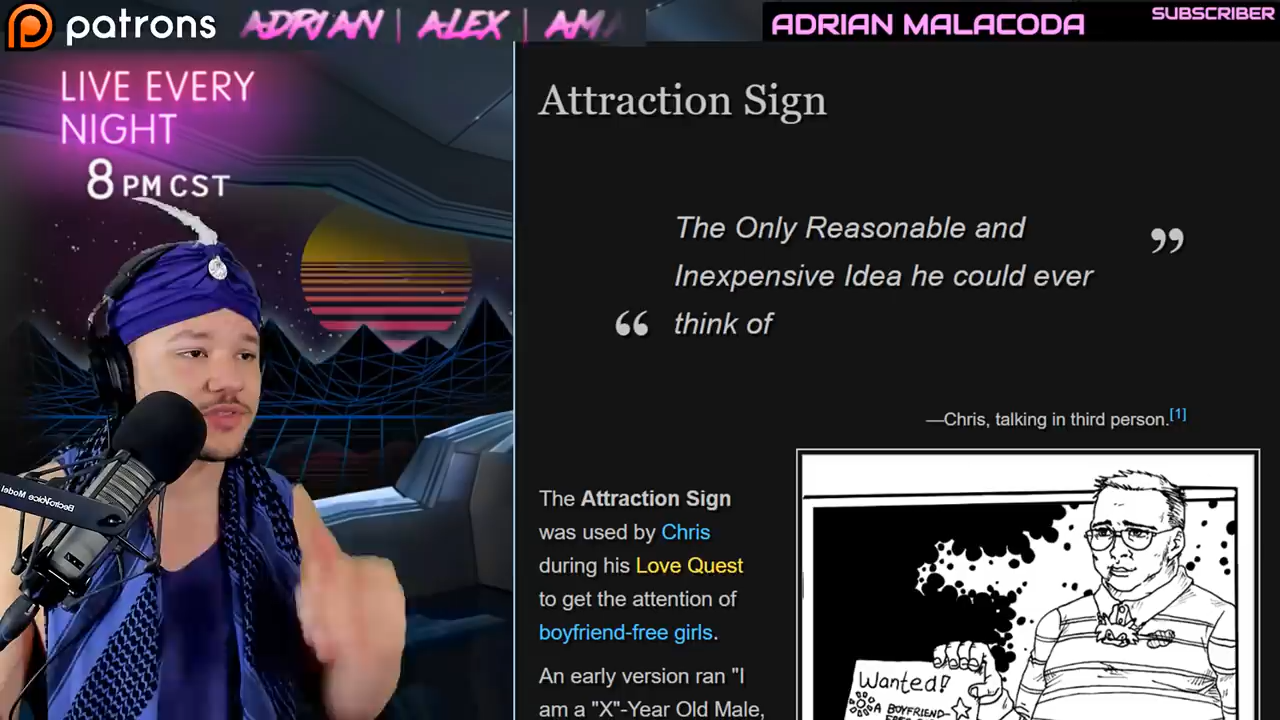 patrons ADRIAN | ALEX | AMA
ADRIAN MALACODA
SUBSCRIBER
LIVE EVERY
NIGHT
8 PM CST
Attraction Sign
The Only Reasonable and
Inexpensive Idea he could ever
“ think of ”
—Chris, talking in third person.[1]
The Attraction Sign
was used by Chris
during his Love Quest
to get the attention of
boyfriend-free girls.
An early version ran "I
am a "X"-Year Old Male,
Wanted!
A BOYFRIEND-